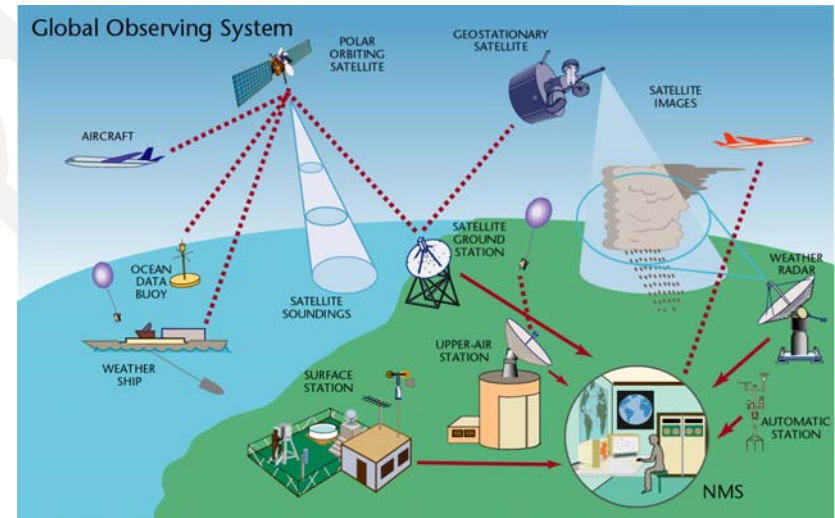 Global Observing System
POLAR
ORBITING
SATELLITE
GEOSTATIONARY
SATELLITE
SATELLITE
IMAGES
AIRCRAFT
OCEAN
DATA
BUOY
SATELLITE
SOUNDINGS
SATELLITE
GROUND
STATION
WEATHER
RADAR
WEATHER
SHIP
SURFACE
STATION
UPPER-AIR
STATION
AUTOMATIC
STATION
NMS